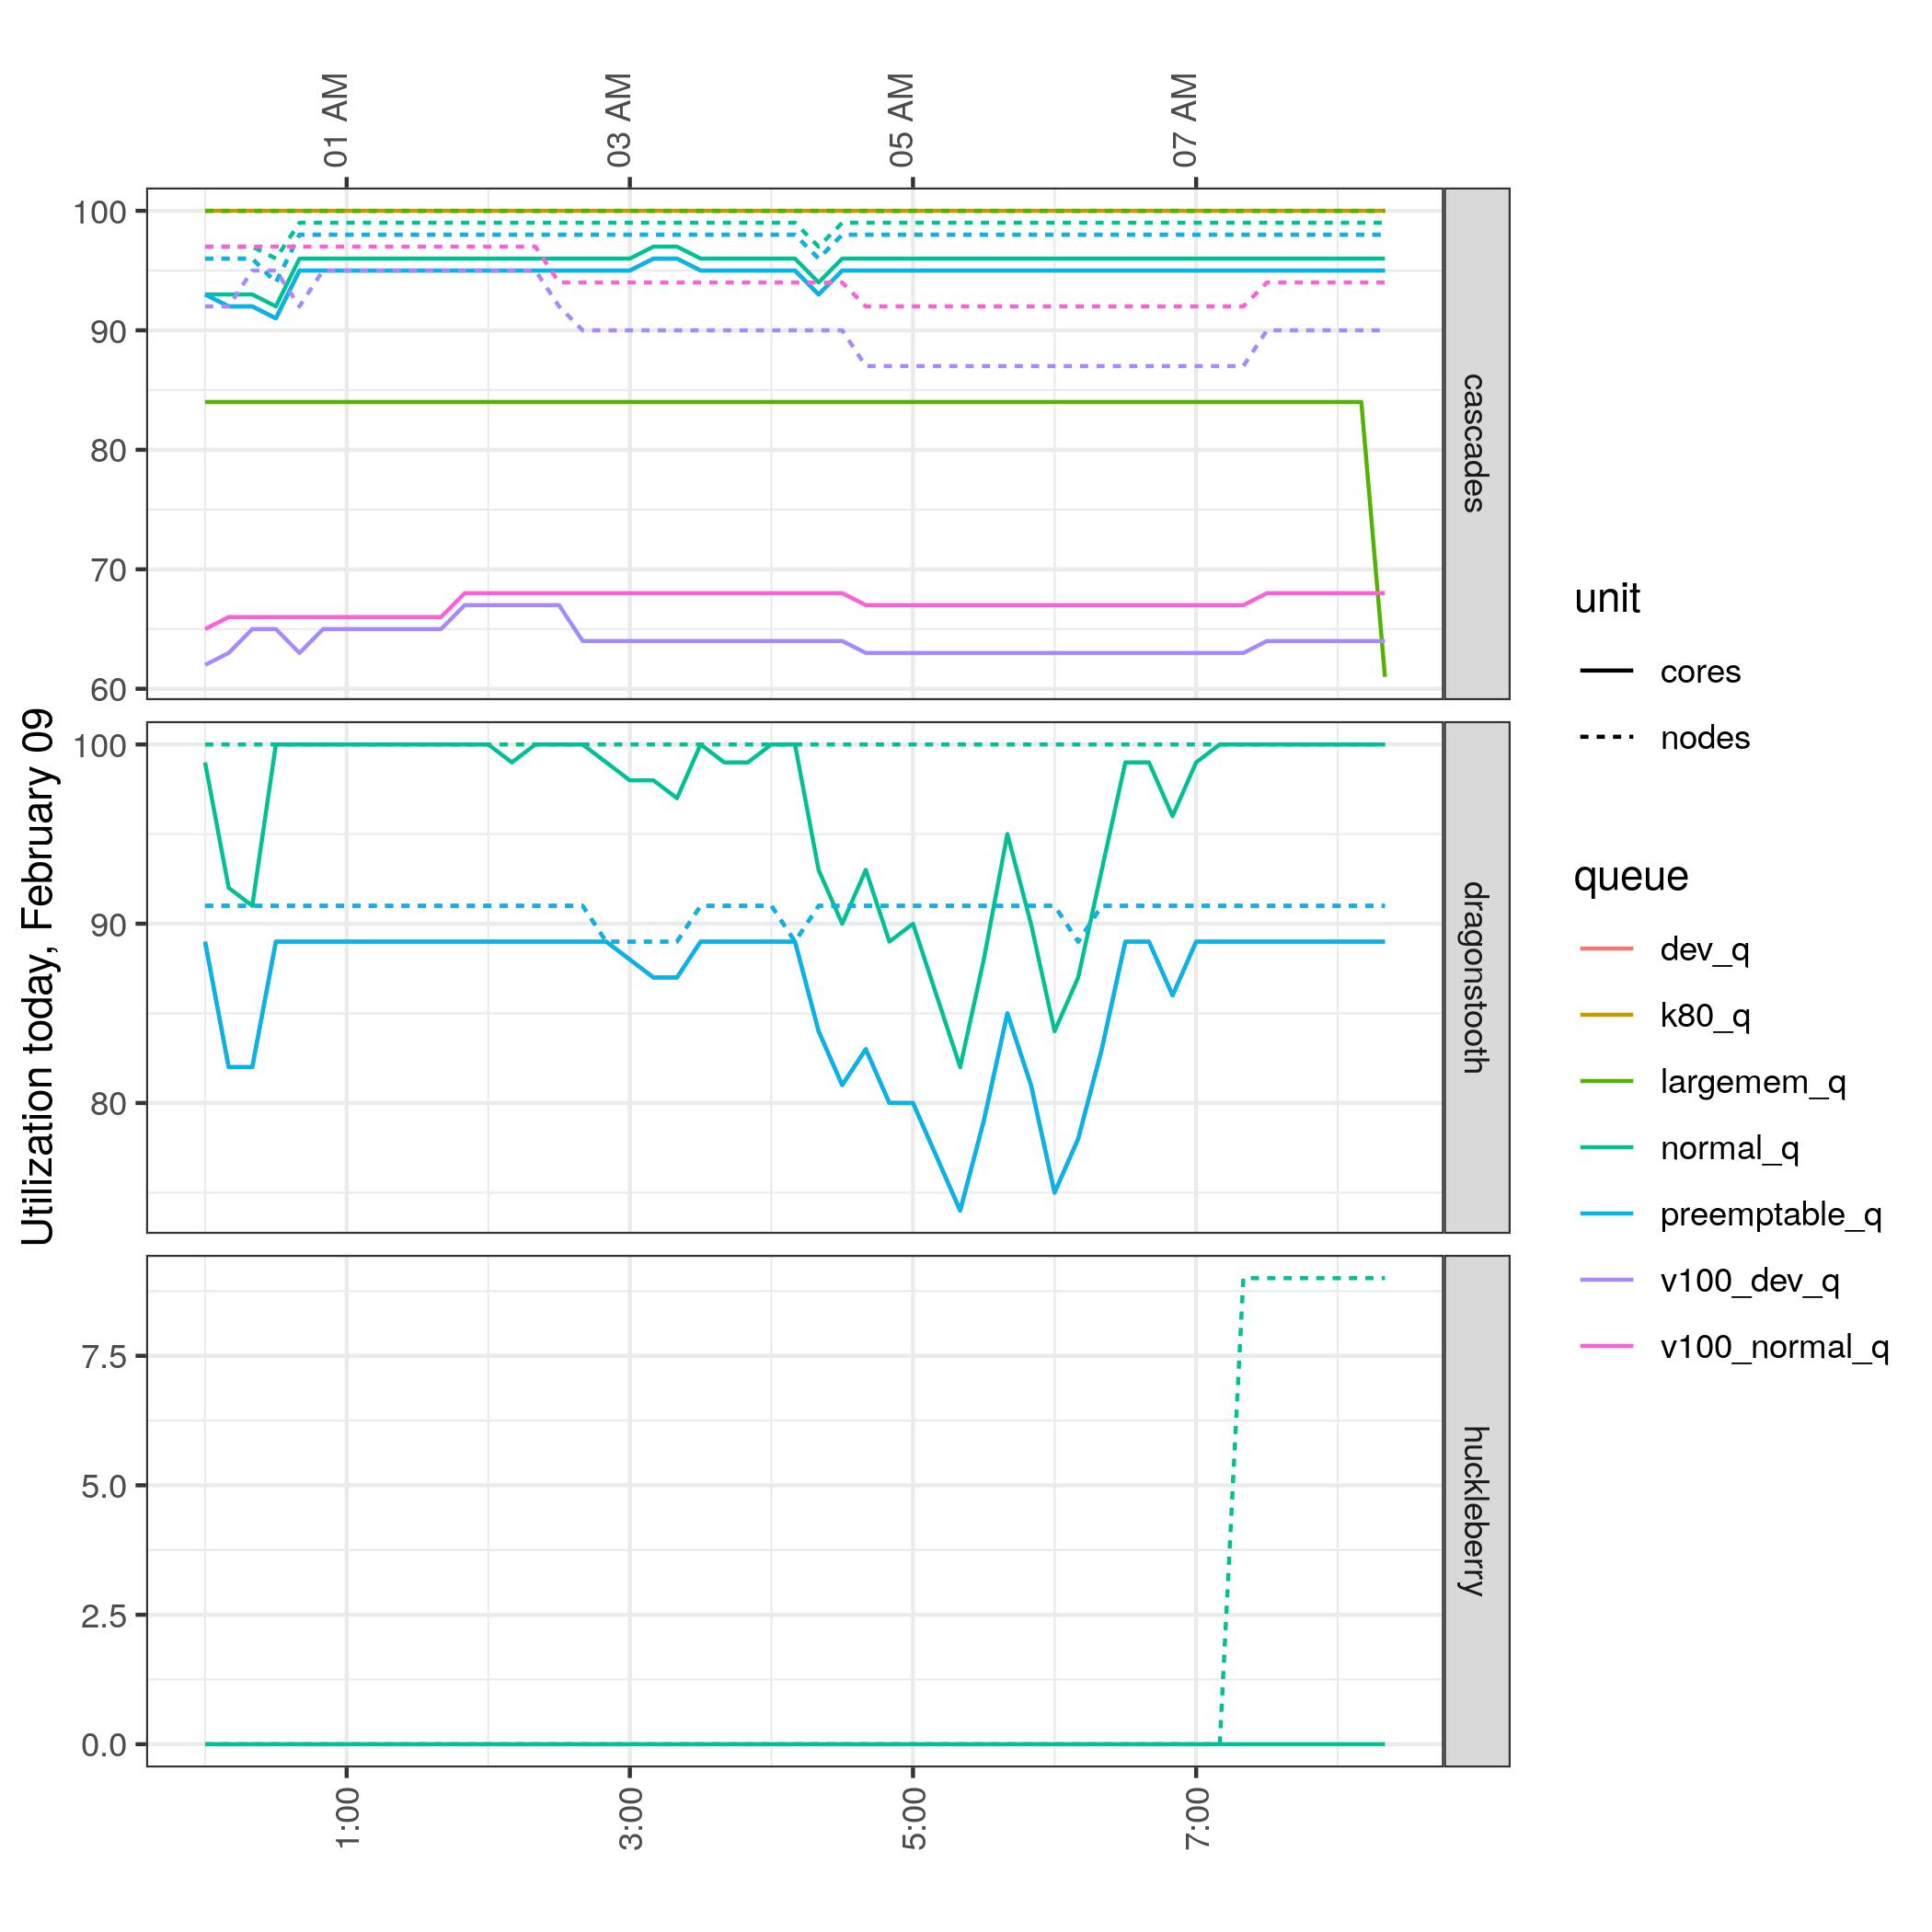 01 AM
03 AM
05 AM
07 AM
Utilization today, February 09
100
90
80
70
60
cascades
100
90
80
dragonstooth
7.5
5.0
2.5
0.0
huckleberry
1:00
3:00
5:00
7:00
unit
cores
nodes
queue
dev_q
k80_q
largemem_q
normal_q
preemptable_q
v100_dev_q
v100_normal_q